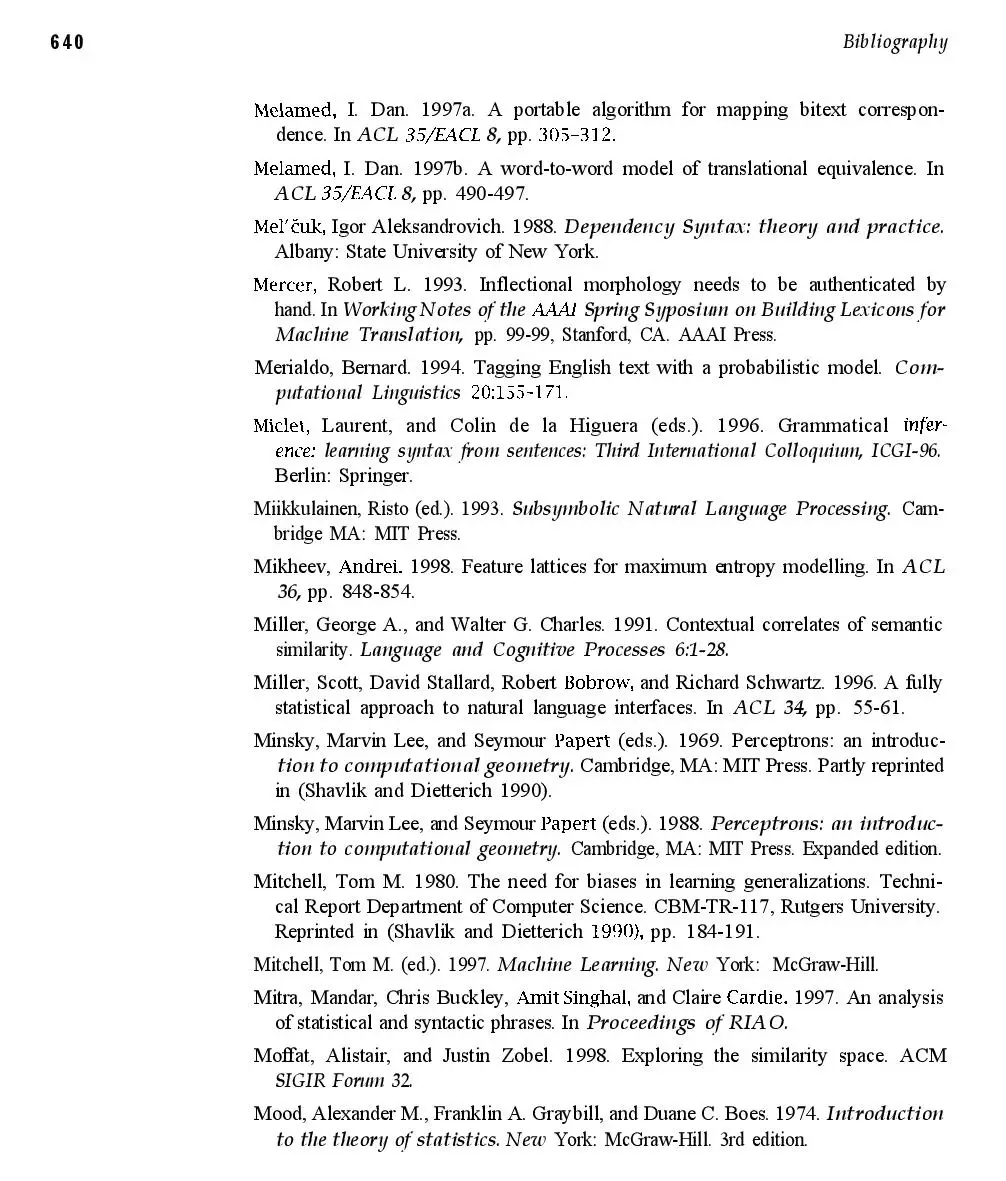 640
Bibliography
Melamed, I. Dan. 1997a. A portable algorithm for mapping bitext correspon-
dence. In ACL 35/EACL 8, pp. 305-312.
Melamed, I. Dan. 1997b. A word-to-word model of translational equivalence. In
ACL 35/EACL 8, pp. 490-497.
Mel'čuk, Igor Aleksandrovich. 1988. Dependency Syntax: theory and practice.
Albany: State University of New York.
Mercer, Robert L. 1993. Inflectional morphology needs to be authenticated by
hand. In Working Notes of the AAAI Spring Syposium on Building Lexicons for
Machine Translation, pp. 99-99, Stanford, CA. AAAI Press.
Merialdo, Bernard. 1994. Tagging English text with a probabilistic model. Com-
putational Linguistics 20:155-171.
Miclet, Laurent, and Colin de la Higuera (eds.). 1996. Grammatical infer-
ence: learning syntax from sentences: Third International Colloquium, ICGI-96.
Berlin: Springer.
Miikkulainen, Risto (ed.). 1993. Subsymbolic Natural Language Processing. Cam-
bridge MA: MIT Press.
Mikheev, Andrei. 1998. Feature lattices for maximum entropy modelling. In ACL
36, pp. 848-854.
Miller, George A., and Walter G. Charles. 1991. Contextual correlates of semantic
similarity. Language and Cognitive Processes 6:1-28.
Miller, Scott, David Stallard, Robert Bobrow, and Richard Schwartz. 1996. A fully
statistical approach to natural language interfaces. In ACL 34, pp. 55-61.
Minsky, Marvin Lee, and Seymour Papert (eds.). 1969. Perceptrons: an introduc-
tion to computational geometry. Cambridge, MA: MIT Press. Partly reprinted
in (Shavlik and Dietterich 1990).
Minsky, Marvin Lee, and Seymour Papert (eds.). 1988. Perceptrons: an introduc-
tion to computational geometry. Cambridge, MA: MIT Press. Expanded edition.
Mitchell, Tom M. 1980. The need for biases in learning generalizations. Techni-
cal Report Department of Computer Science. CBM-TR-117, Rutgers University.
Reprinted in (Shavlik and Dietterich 1990), pp. 184-191.
Mitchell, Tom M. (ed.). 1997. Machine Learning. New York: McGraw-Hill.
Mitra, Mandar, Chris Buckley, Amit Singhal, and Claire Cardie. 1997. An analysis
of statistical and syntactic phrases. In Proceedings of RIAO.
Moffat, Alistair, and Justin Zobel. 1998. Exploring the similarity space. ACM
SIGIR Forum 32.
Mood, Alexander M., Franklin A. Graybill, and Duane C. Boes. 1974. Introduction
to the theory of statistics. New York: McGraw-Hill. 3rd edition.